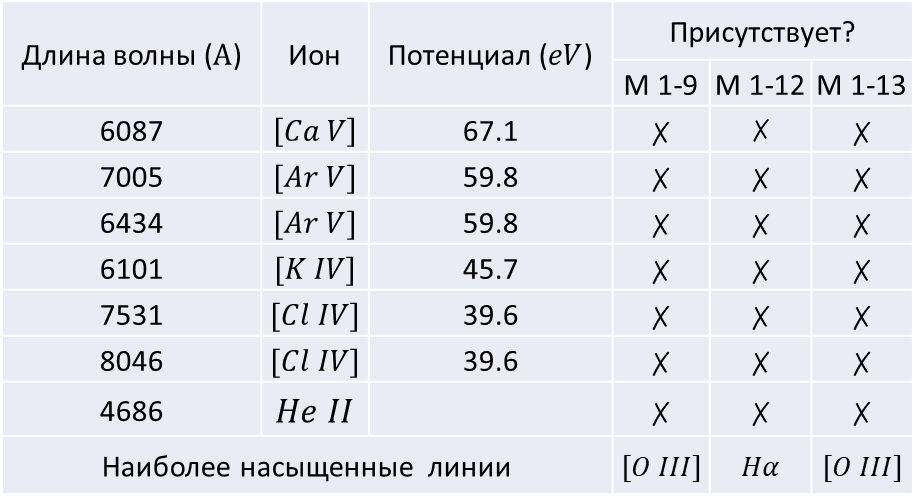 Длина волны (А) Ион Потенциал (eV) Присутствует?
М 1-9 М 1-12 М 1-13
6087 [Ca V] 67.1 ✗ ✗ ✗
7005 [Ar V] 59.8 ✗ ✗ ✗
6434 [Ar V] 59.8 ✗ ✗ ✗
6101 [K IV] 45.7 ✗ ✗ ✗
7531 [Cl IV] 39.6 ✗ ✗ ✗
8046 [Cl IV] 39.6 ✗ ✗ ✗
4686 He II ✗ ✗ ✗
Наиболее насыщенные линии [O III] Hα [O III]